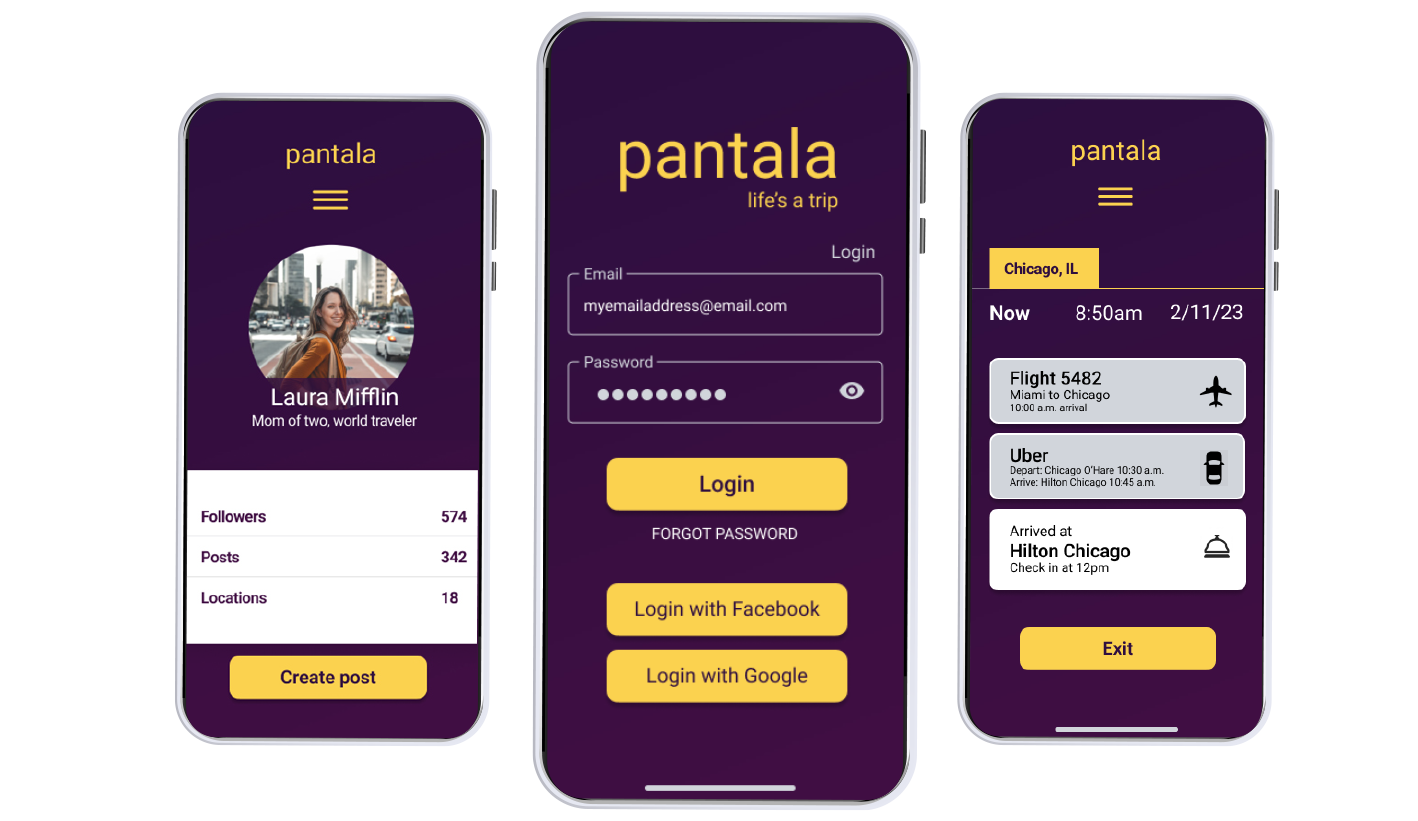 pantala
Laura Mifflin
Mom of two, world traveler
Followers 574
Posts 342
Locations 18
Create post
pantala
life's a trip
Login
Email
myemailaddress@email.com
Password
Login
FORGOT PASSWORD
Login with Facebook
Login with Google
pantala
Chicago, IL
Now 8:50am 2/11/23
Flight 5482
Miami to Chicago
10:00 a.m. arrival
Uber
Depart: Chicago O'Hare 10:30 a.m.
Arrive: Hilton Chicago 10:45 a.m.
Arrived at
Hilton Chicago
Check in at 12pm
Exit